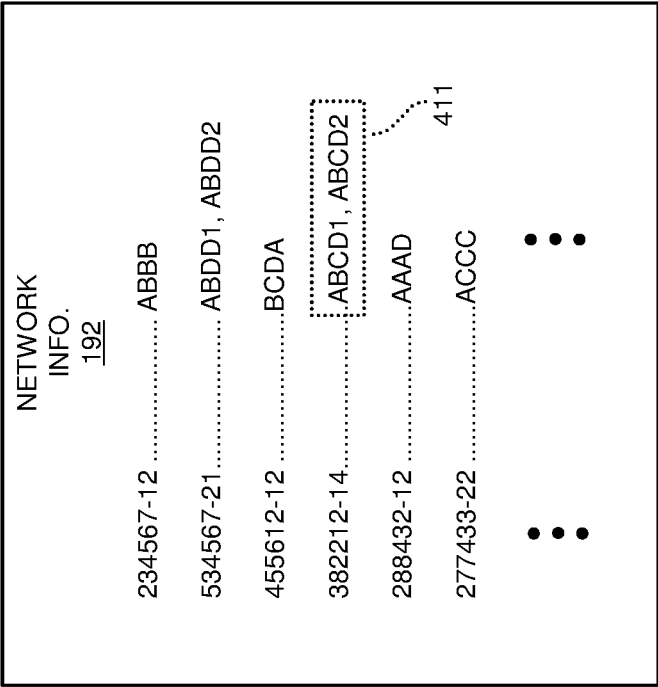 NETWORK
INFO.
192
234567-12..................ABBB
534567-21..................ABDD1, ABDD2
455612-12..................BCDA
382212-14..................ABCD1, ABCD2
288432-12..................AAAD
277433-22..................ACCC
411